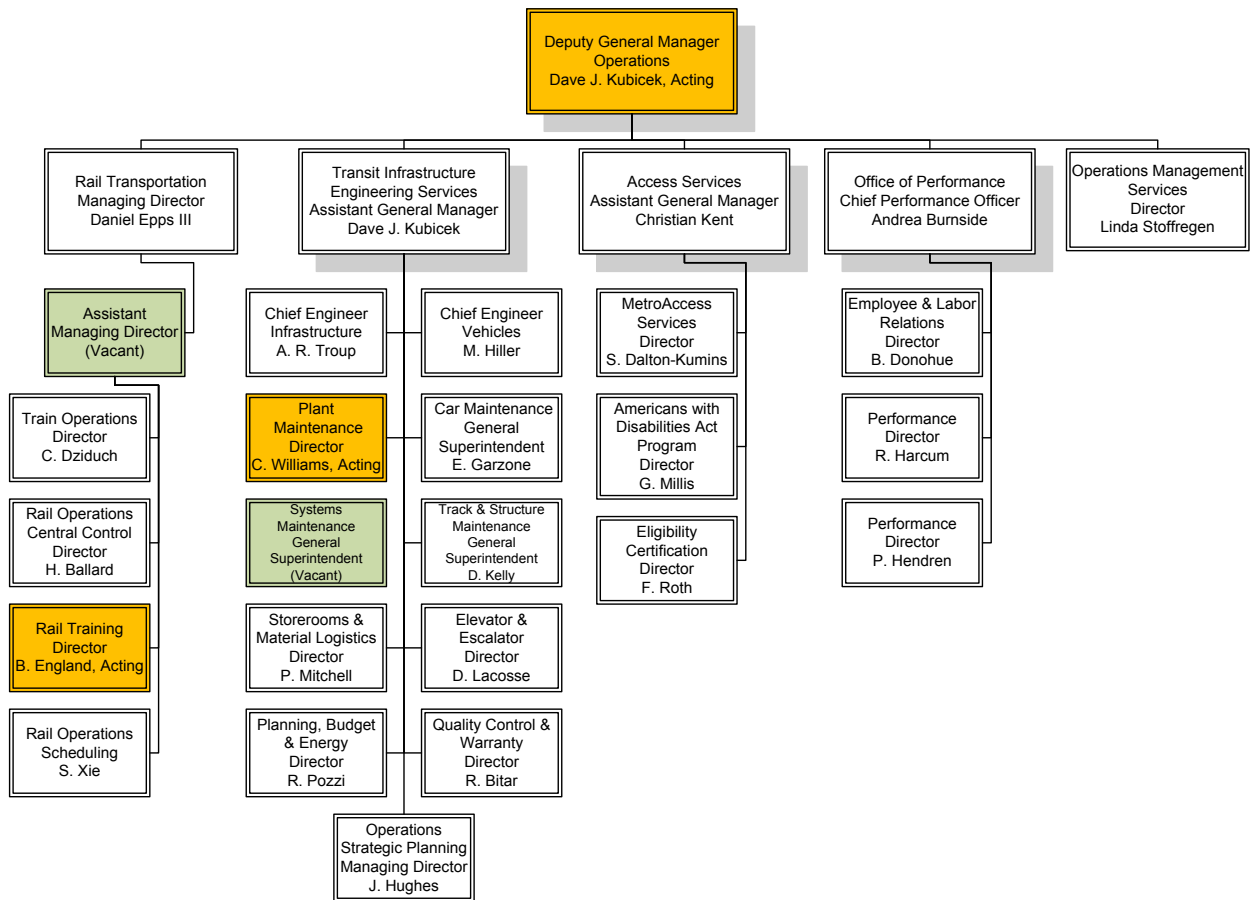 Deputy General Manager
Operations
Dave J. Kubicek, Acting
Rail Transportation
Managing Director
Daniel Epps III
Transit Infrastructure
Engineering Services
Assistant General Manager
Dave J. Kubicek
Access Services
Assistant General Manager
Christian Kent
Office of Performance
Chief Performance Officer
Andrea Burnside
Operations Management
Services
Director
Linda Stoffregen
Assistant
Managing Director
(Vacant)
Train Operations
Director
C. Dziduch
Rail Operations
Central Control
Director
H. Ballard
Rail Training
Director
B. England, Acting
Rail Operations
Scheduling
S. Xie
Chief Engineer
Infrastructure
A. R. Troup
Chief Engineer
Vehicles
M. Hiller
Plant
Maintenance
Director
C. Williams, Acting
Car Maintenance
General
Superintendent
E. Garzone
Systems
Maintenance
General
Superintendent
(Vacant)
Track & Structure
Maintenance
General
Superintendent
D. Kelly
Storerooms &
Material Logistics
Director
P. Mitchell
Elevator &
Escalator
Director
D. Lacosse
Planning, Budget
& Energy
Director
R. Pozzi
Quality Control &
Warranty
Director
R. Bitar
Operations
Strategic Planning
Managing Director
J. Hughes
MetroAccess
Services
Director
S. Dalton-Kumins
Americans with
Disabilities Act
Program
Director
G. Millis
Eligibility
Certification
Director
F. Roth
Employee & Labor
Relations
Director
B. Donohue
Performance
Director
R. Harcum
Performance
Director
P. Hendren